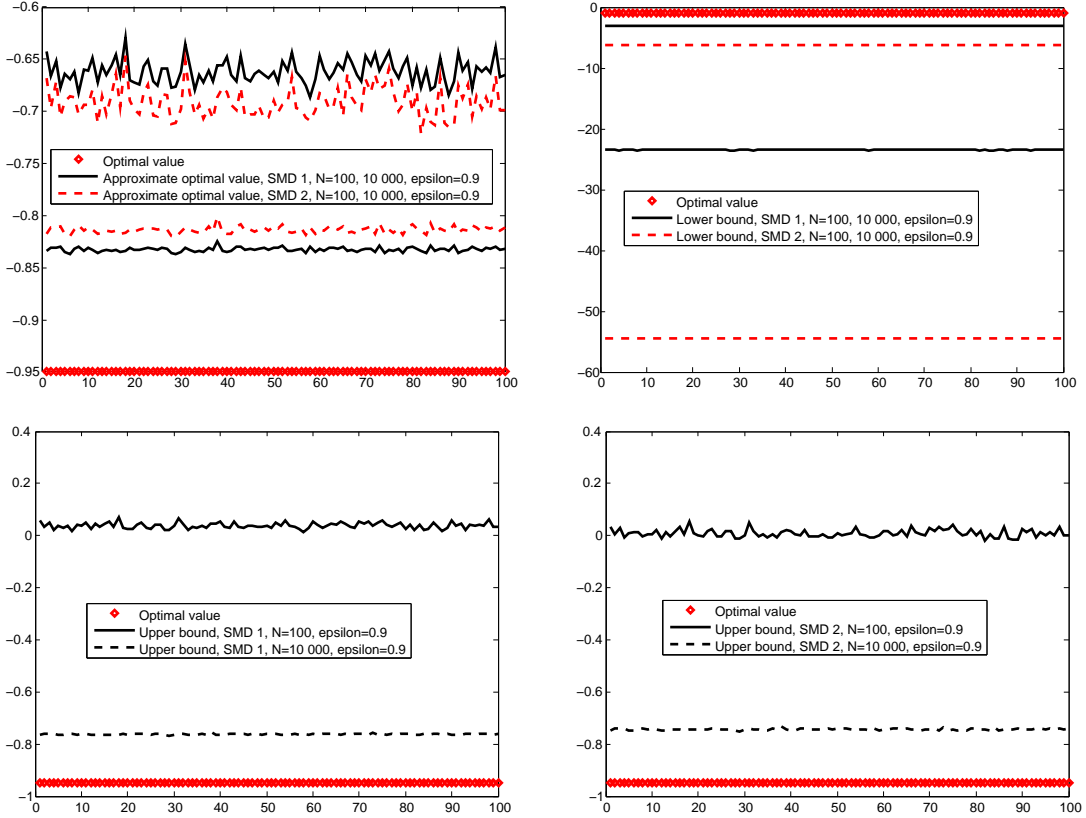 −0.6
−0.65
−0.7
−0.75
−0.8
−0.85
−0.9
−0.95
0 10 20 30 40 50 60 70 80 90 100
Optimal value
Approximate optimal value, SMD 1, N=100, 10 000, epsilon=0.9
Approximate optimal value, SMD 2, N=100, 10 000, epsilon=0.9
0
−10
−20
−30
−40
−50
−60
0 10 20 30 40 50 60 70 80 90 100
Optimal value
Lower bound, SMD 1, N=100, 10 000, epsilon=0.9
Lower bound, SMD 2, N=100, 10 000, epsilon=0.9
0.4
0.2
0
−0.2
−0.4
−0.6
−0.8
−1
0 10 20 30 40 50 60 70 80 90 100
Optimal value
Upper bound, SMD 1, N=100, epsilon=0.9
Upper bound, SMD 1, N=10 000, epsilon=0.9
0.4
0.2
0
−0.2
−0.4
−0.6
−0.8
−1
0 10 20 30 40 50 60 70 80 90 100
Optimal value
Upper bound, SMD 2, N=100, epsilon=0.9
Upper bound, SMD 2, N=10 000, epsilon=0.9